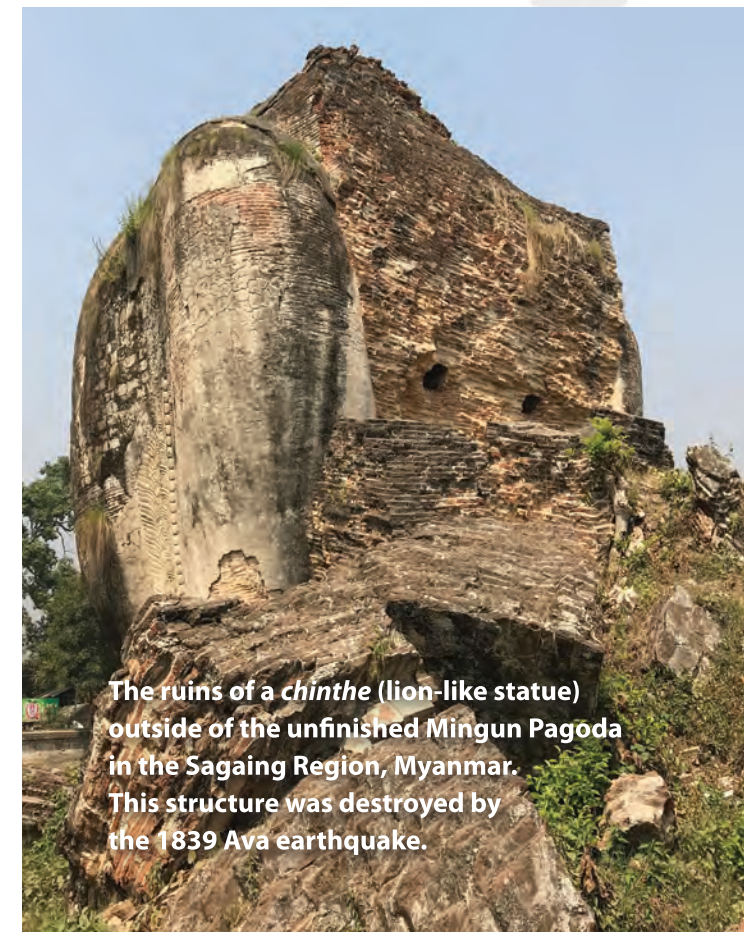 The ruins of a chinthe (lion-like statue)
outside of the unfinished Mingun Pagoda
in the Sagaing Region, Myanmar.
This structure was destroyed by
the 1839 Ava earthquake.